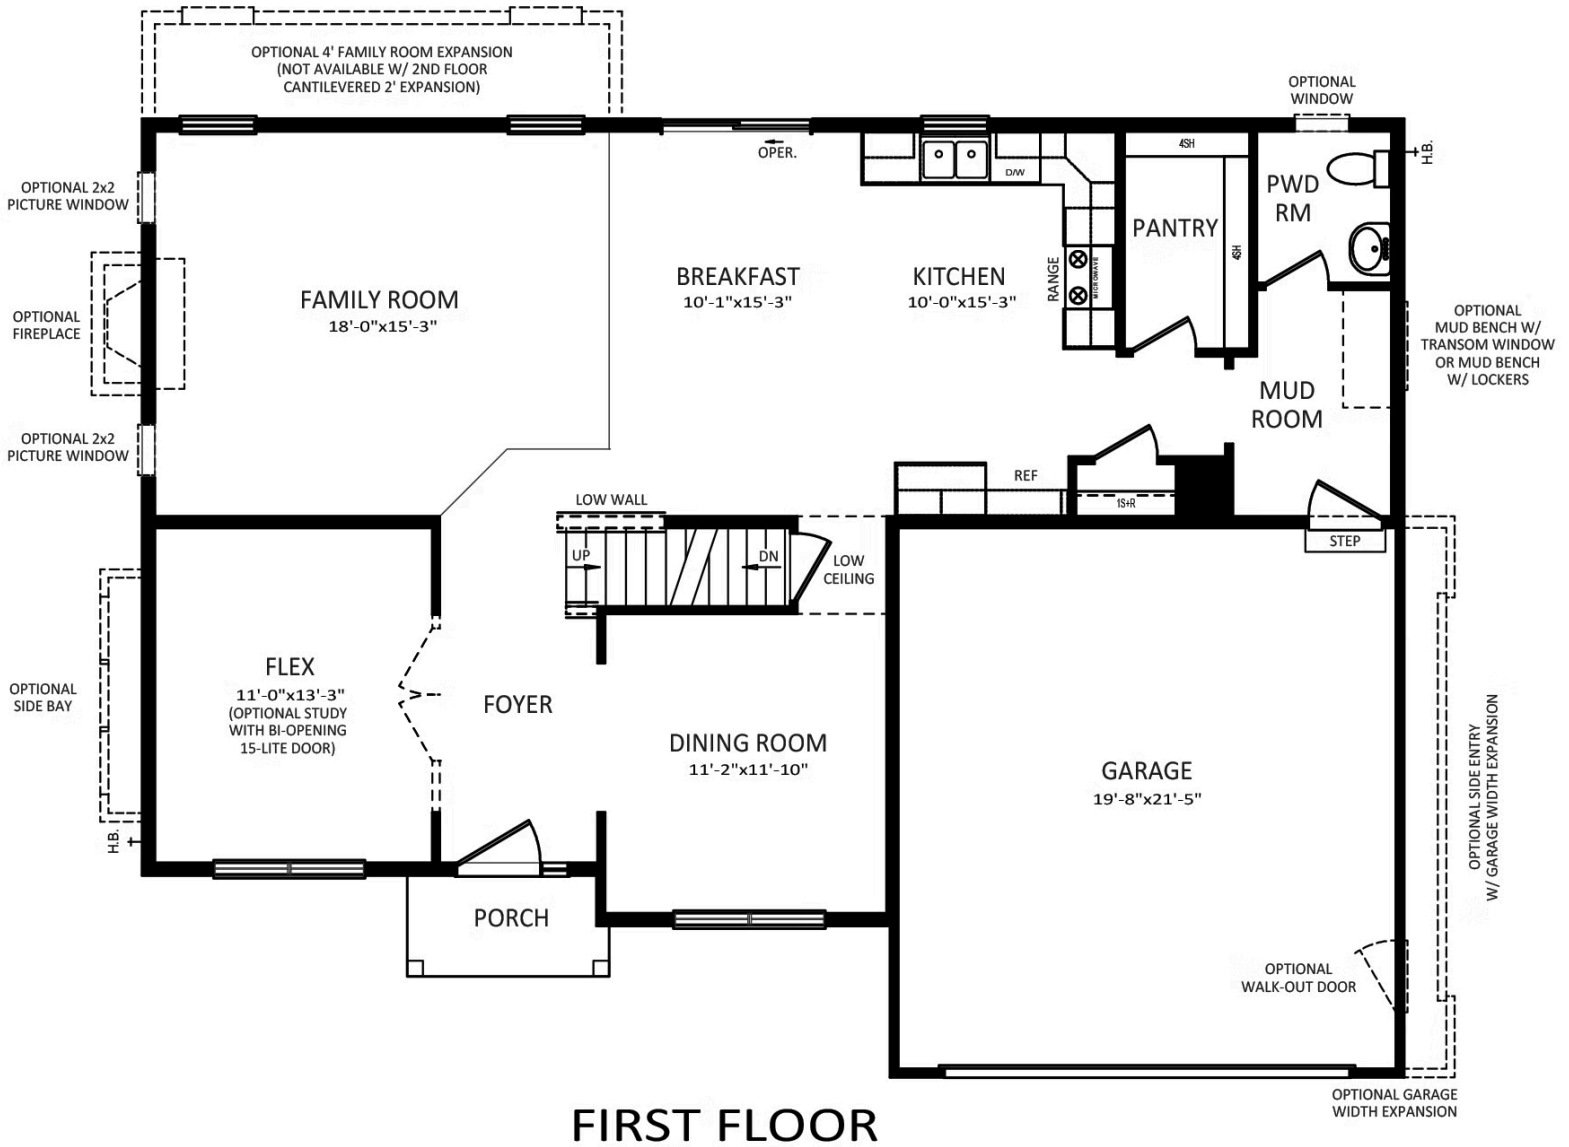 OPTIONAL 4' FAMILY ROOM EXPANSION
(NOT AVAILABLE W/ 2ND FLOOR
CANTILEVERED 2' EXPANSION)
OPTIONAL
WINDOW
OPER.
H.B.
OPTIONAL 2x2
PICTURE WINDOW
D/W
4SH
4SH
PWD
RM
PANTRY
FAMILY ROOM
18'-0"x15'-3"
BREAKFAST
10'-1"x15'-3"
KITCHEN
10'-0"x15'-3"
RANGE
MICROWAVE
OPTIONAL
FIREPLACE
OPTIONAL
MUD BENCH W/
TRANSOM WINDOW
OR MUD BENCH
W/ LOCKERS
MUD
ROOM
OPTIONAL 2x2
PICTURE WINDOW
REF
1S+R
LOW WALL
UP
DN
LOW
CEILING
STEP
FLEX
11'-0"x13'-3"
(OPTIONAL STUDY
WITH BI-OPENING
15-LITE DOOR)
OPTIONAL
SIDE BAY
FOYER
DINING ROOM
11'-2"x11'-10"
GARAGE
19'-8"x21'-5"
OPTIONAL SIDE ENTRY
W/ GARAGE WIDTH EXPANSION
H.B.
PORCH
OPTIONAL
WALK-OUT DOOR
OPTIONAL GARAGE
WIDTH EXPANSION
FIRST FLOOR